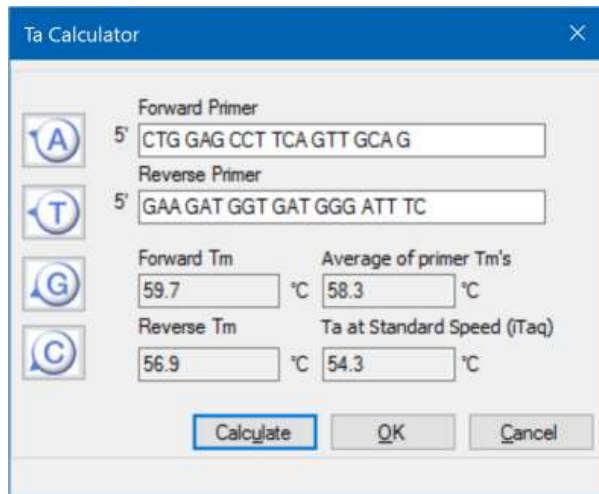 Ta Calculator
Forward Primer
A 5' CTG GAG CCT TCA GTT GCA G
Reverse Primer
T 5' GAA GAT GGT GAT GGG ATT TC
Forward Tm Average of primer Tm's
G 59.7 °C 58.3 °C
Reverse Tm Ta at Standard Speed (iTaq)
C 56.9 °C 54.3 °C
Calculate OK Cancel